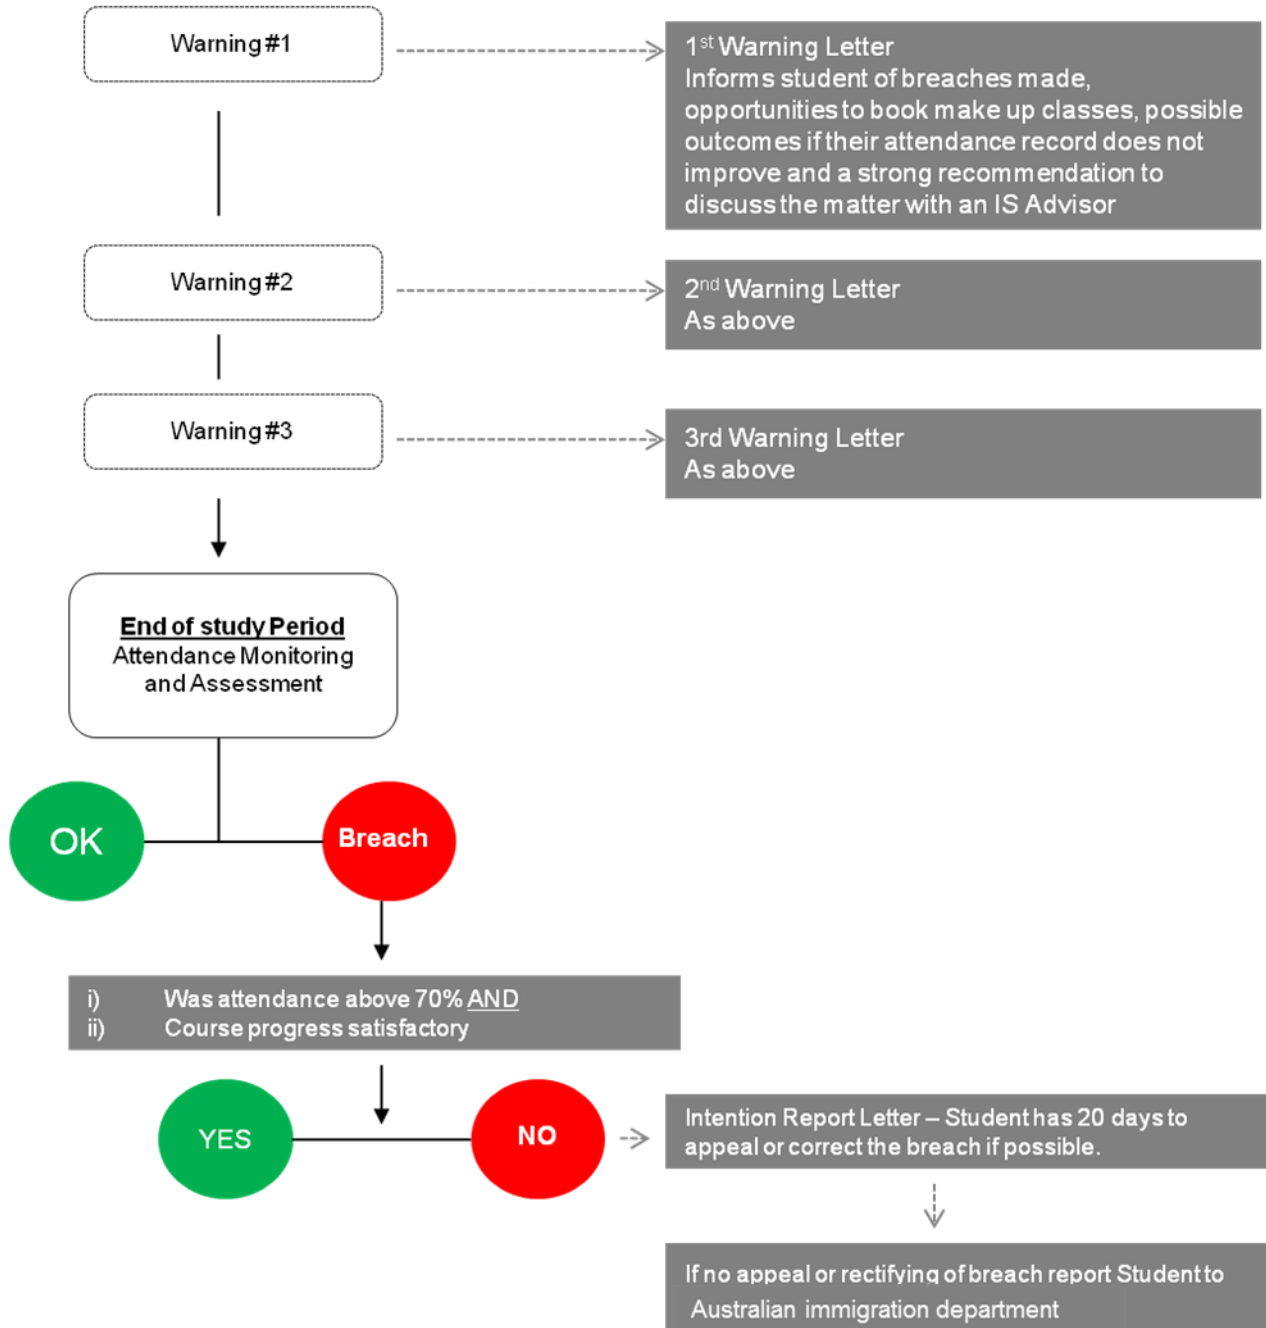 Warning #1
1st Warning Letter
Informs student of breaches made,
opportunities to book make up classes, possible
outcomes if their attendance record does not
improve and a strong recommendation to
discuss the matter with an IS Advisor
Warning #2
2nd Warning Letter
As above
Warning #3
3rd Warning Letter
As above
End of study Period
Attendance Monitoring
and Assessment
OK
Breach
i) Was attendance above 70% AND
ii) Course progress satisfactory
YES
NO
Intention Report Letter – Student has 20 days to
appeal or correct the breach if possible.
If no appeal or rectifying of breach report Student to
Australian immigration department